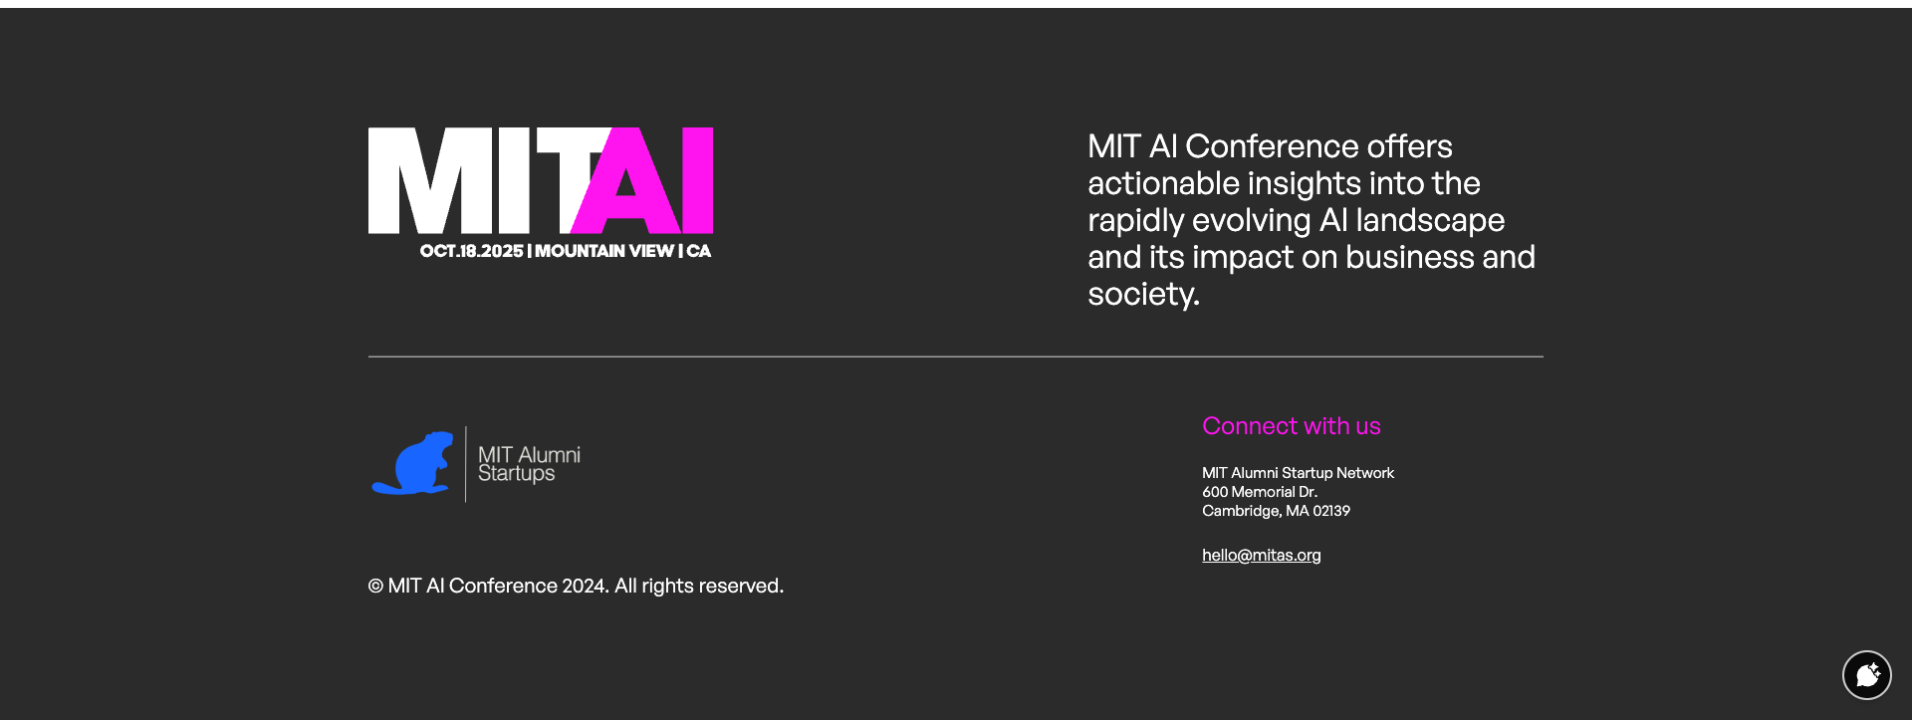 MITAI
OCT.18.2025 | MOUNTAIN VIEW | CA
MIT AI Conference offers
actionable insights into the
rapidly evolving AI landscape
and its impact on business and
society.
MIT Alumni
Startups
© MIT AI Conference 2024. All rights reserved.
Connect with us
MIT Alumni Startup Network
600 Memorial Dr.
Cambridge, MA 02139
hello@mitas.org